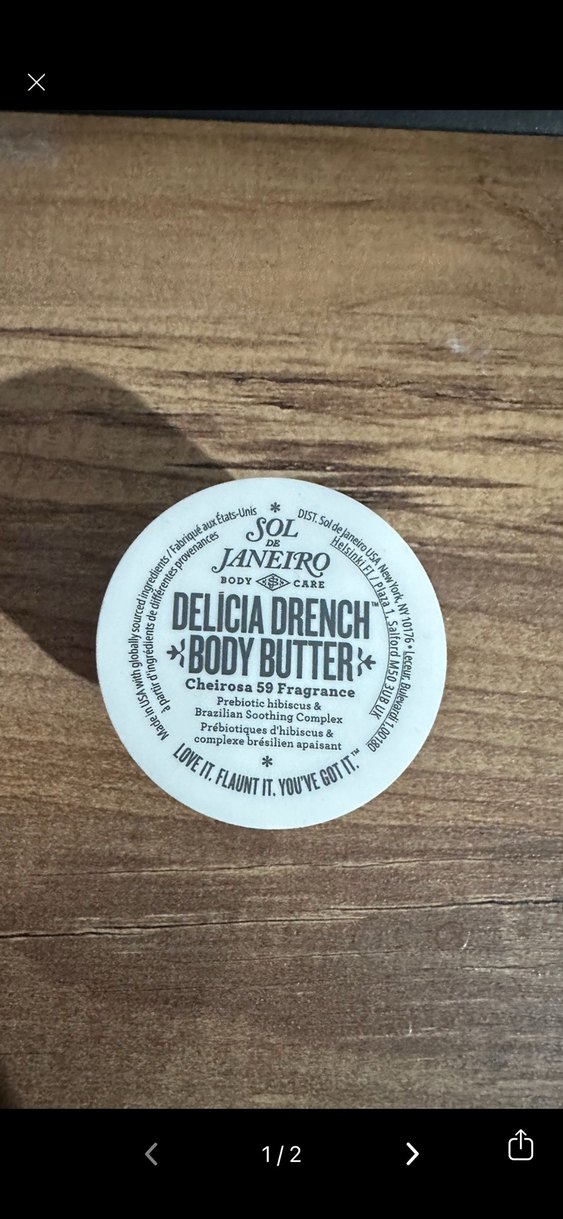 SOL
DE
JANEIRO
BODY CARE
DELÍCIA DRENCH™
BODY BUTTER
Cheirosa 59 Fragrance
Prebiotic hibiscus &
Brazilian Soothing Complex
Prébiotiques d'hibiscus &
complexe brésilien apaisant
LOVE IT. FLAUNT IT. YOU'VE GOT IT.™
Made in USA with globally sourced ingredients / Fabriqué aux États-Unis
à partir d'ingrédients de différentes provenances
DIST. Sol de Janeiro USA New York, NY 10176 • Leceur, Bulevardi 1, 00180
Helsinki FI / Plaza 1, Salford M50 3UB UK
1/2